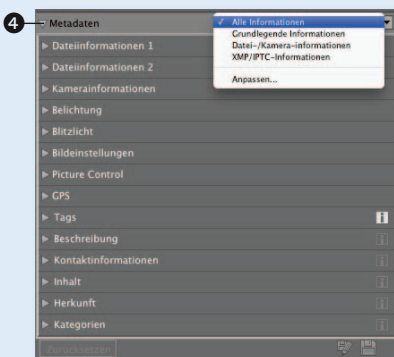 4
Metadaten
Alle Informationen
Grundlegende Informationen
Datei-/Kamera-informationen
XMP/IPTC-Informationen
Anpassen...
Dateiinformationen 1
Dateiinformationen 2
Kamerainformationen
Belichtung
Blitzlicht
Bildeinstellungen
Picture Control
GPS
Tags
Beschreibung
Kontaktinformationen
Inhalt
Herkunft
Kategorien
Zurücksetzen